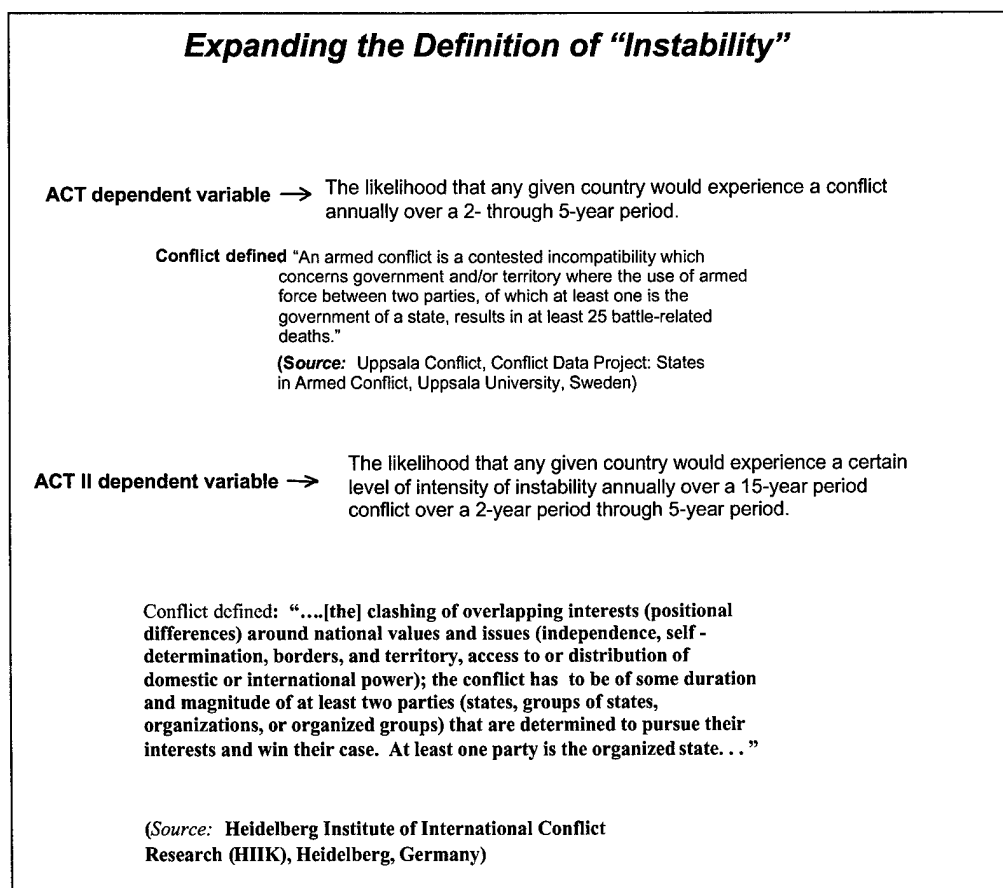 Expanding the Definition of “Instability”
ACT dependent variable → The likelihood that any given country would experience a conflict
annually over a 2- through 5-year period.
Conflict defined “An armed conflict is a contested incompatibility which
concerns government and/or territory where the use of armed
force between two parties, of which at least one is the
government of a state, results in at least 25 battle-related
deaths.”
(Source: Uppsala Conflict, Conflict Data Project: States
in Armed Conflict, Uppsala University, Sweden)
ACT II dependent variable → The likelihood that any given country would experience a certain
level of intensity of instability annually over a 15-year period
conflict over a 2-year period through 5-year period.
Conflict defined: “….[the] clashing of overlapping interests (positional
differences) around national values and issues (independence, self -
determination, borders, and territory, access to or distribution of
domestic or international power); the conflict has to be of some duration
and magnitude of at least two parties (states, groups of states,
organizations, or organized groups) that are determined to pursue their
interests and win their case. At least one party is the organized state. . . ”
(Source: Heidelberg Institute of International Conflict
Research (HIIK), Heidelberg, Germany)